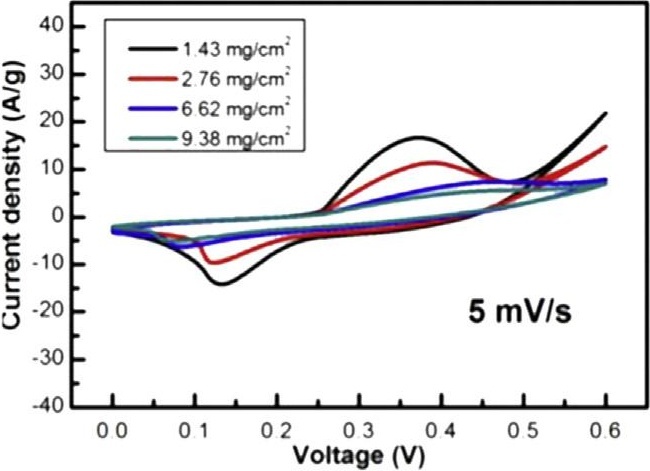 Current density (A/g)
40
30
20
10
0
-10
-20
-30
-40
1.43 mg/cm²
2.76 mg/cm²
6.62 mg/cm²
9.38 mg/cm²
5 mV/s
0.0 0.1 0.2 0.3 0.4 0.5 0.6
Voltage (V)